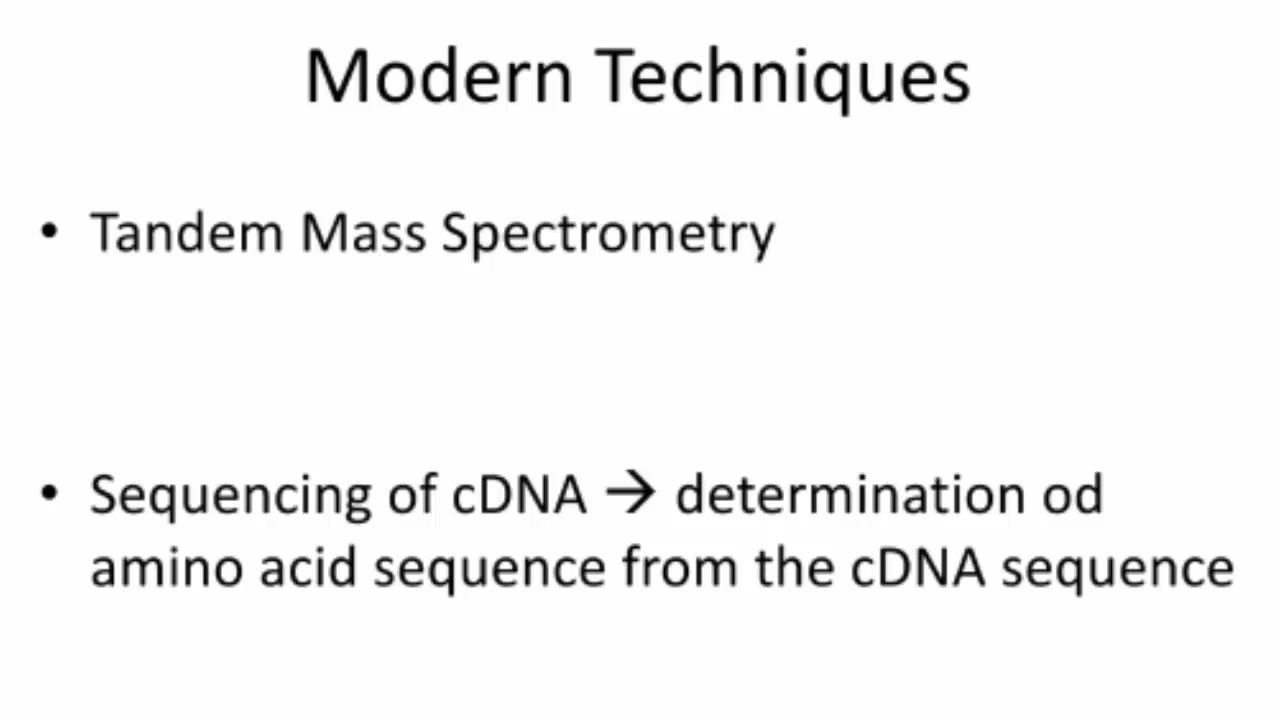 Modern Techniques
• Tandem Mass Spectrometry
• Sequencing of cDNA → determination od
amino acid sequence from the cDNA sequence